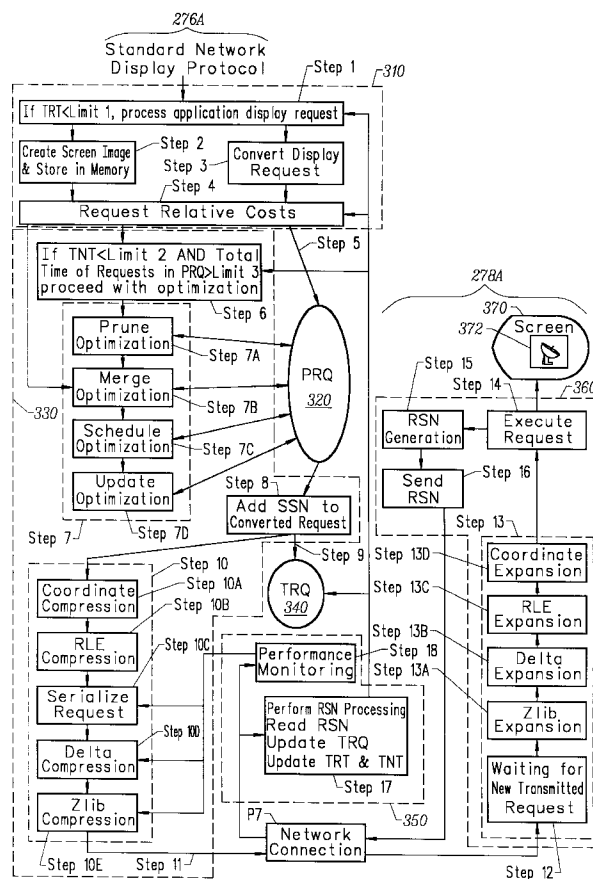 276A
Standard Network
Display Protocol
Step 1
310
If TRT<Limit 1, process application display request
Step 2
Create Screen Image
& Store in Memory
Step 3
Convert Display
Request
Step 4
Request Relative Costs
Step 5
If TNT<Limit 2 AND Total
Time of Requests in PRQ>Limit 3
proceed with optimization
Step 6
Prune
Optimization
Step 7A
Merge
Optimization
Step 7B
Schedule
Optimization
Step 7C
Update
Optimization
Step 7D
Step 7
330
PRQ
320
Step 8
Add SSN to
Converted Request
Step 9
TRQ
340
Step 10
Coordinate
Compression
Step 10A
Step 10B
RLE
Compression
Step 10C
Serialize
Request
Step 10D
Delta
Compression
Zlib
Compression
Step 10E
Step 11
Performance
Monitoring
Step 18
Perform RSN Processing
Read RSN
Update TRQ
Update TRT & TNT
Step 17
350
P7
Network
Connection
278A
370
Screen
372
Step 15
Step 14
360
RSN
Generation
Execute
Request
Send
RSN
Step 16
Step 13
Step 13D
Coordinate
Expansion
Step 13C
RLE
Expansion
Step 13B
Delta
Expansion
Step 13A
Zlib
Expansion
Waiting for
New Transmitted
Request
Step 12